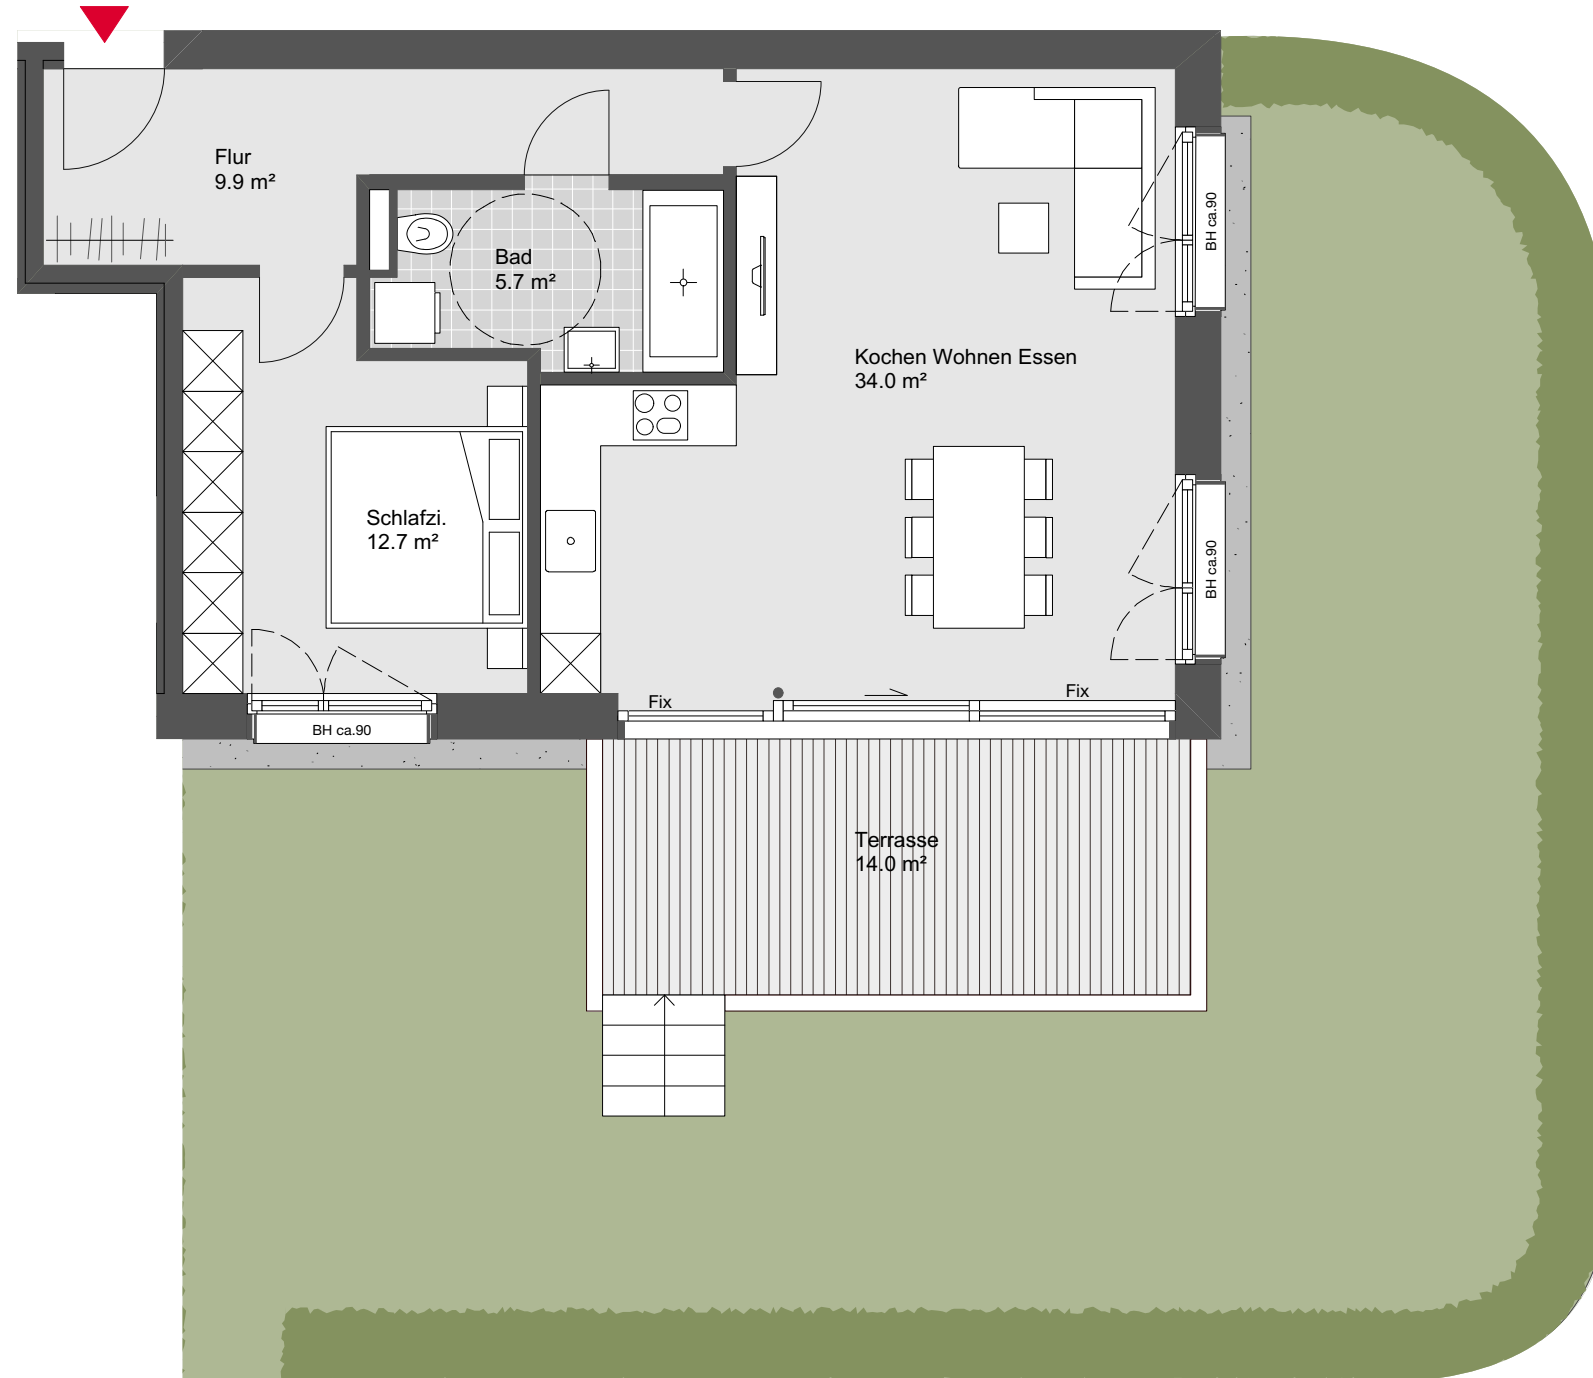 Flur
9.9 m²
BH ca.90
Bad
5.7 m²
Kochen Wohnen Essen
34.0 m²
Schlafzi.
12.7 m²
BH ca.90
Fix
Fix
BH ca.90
Terrasse
14.0 m²